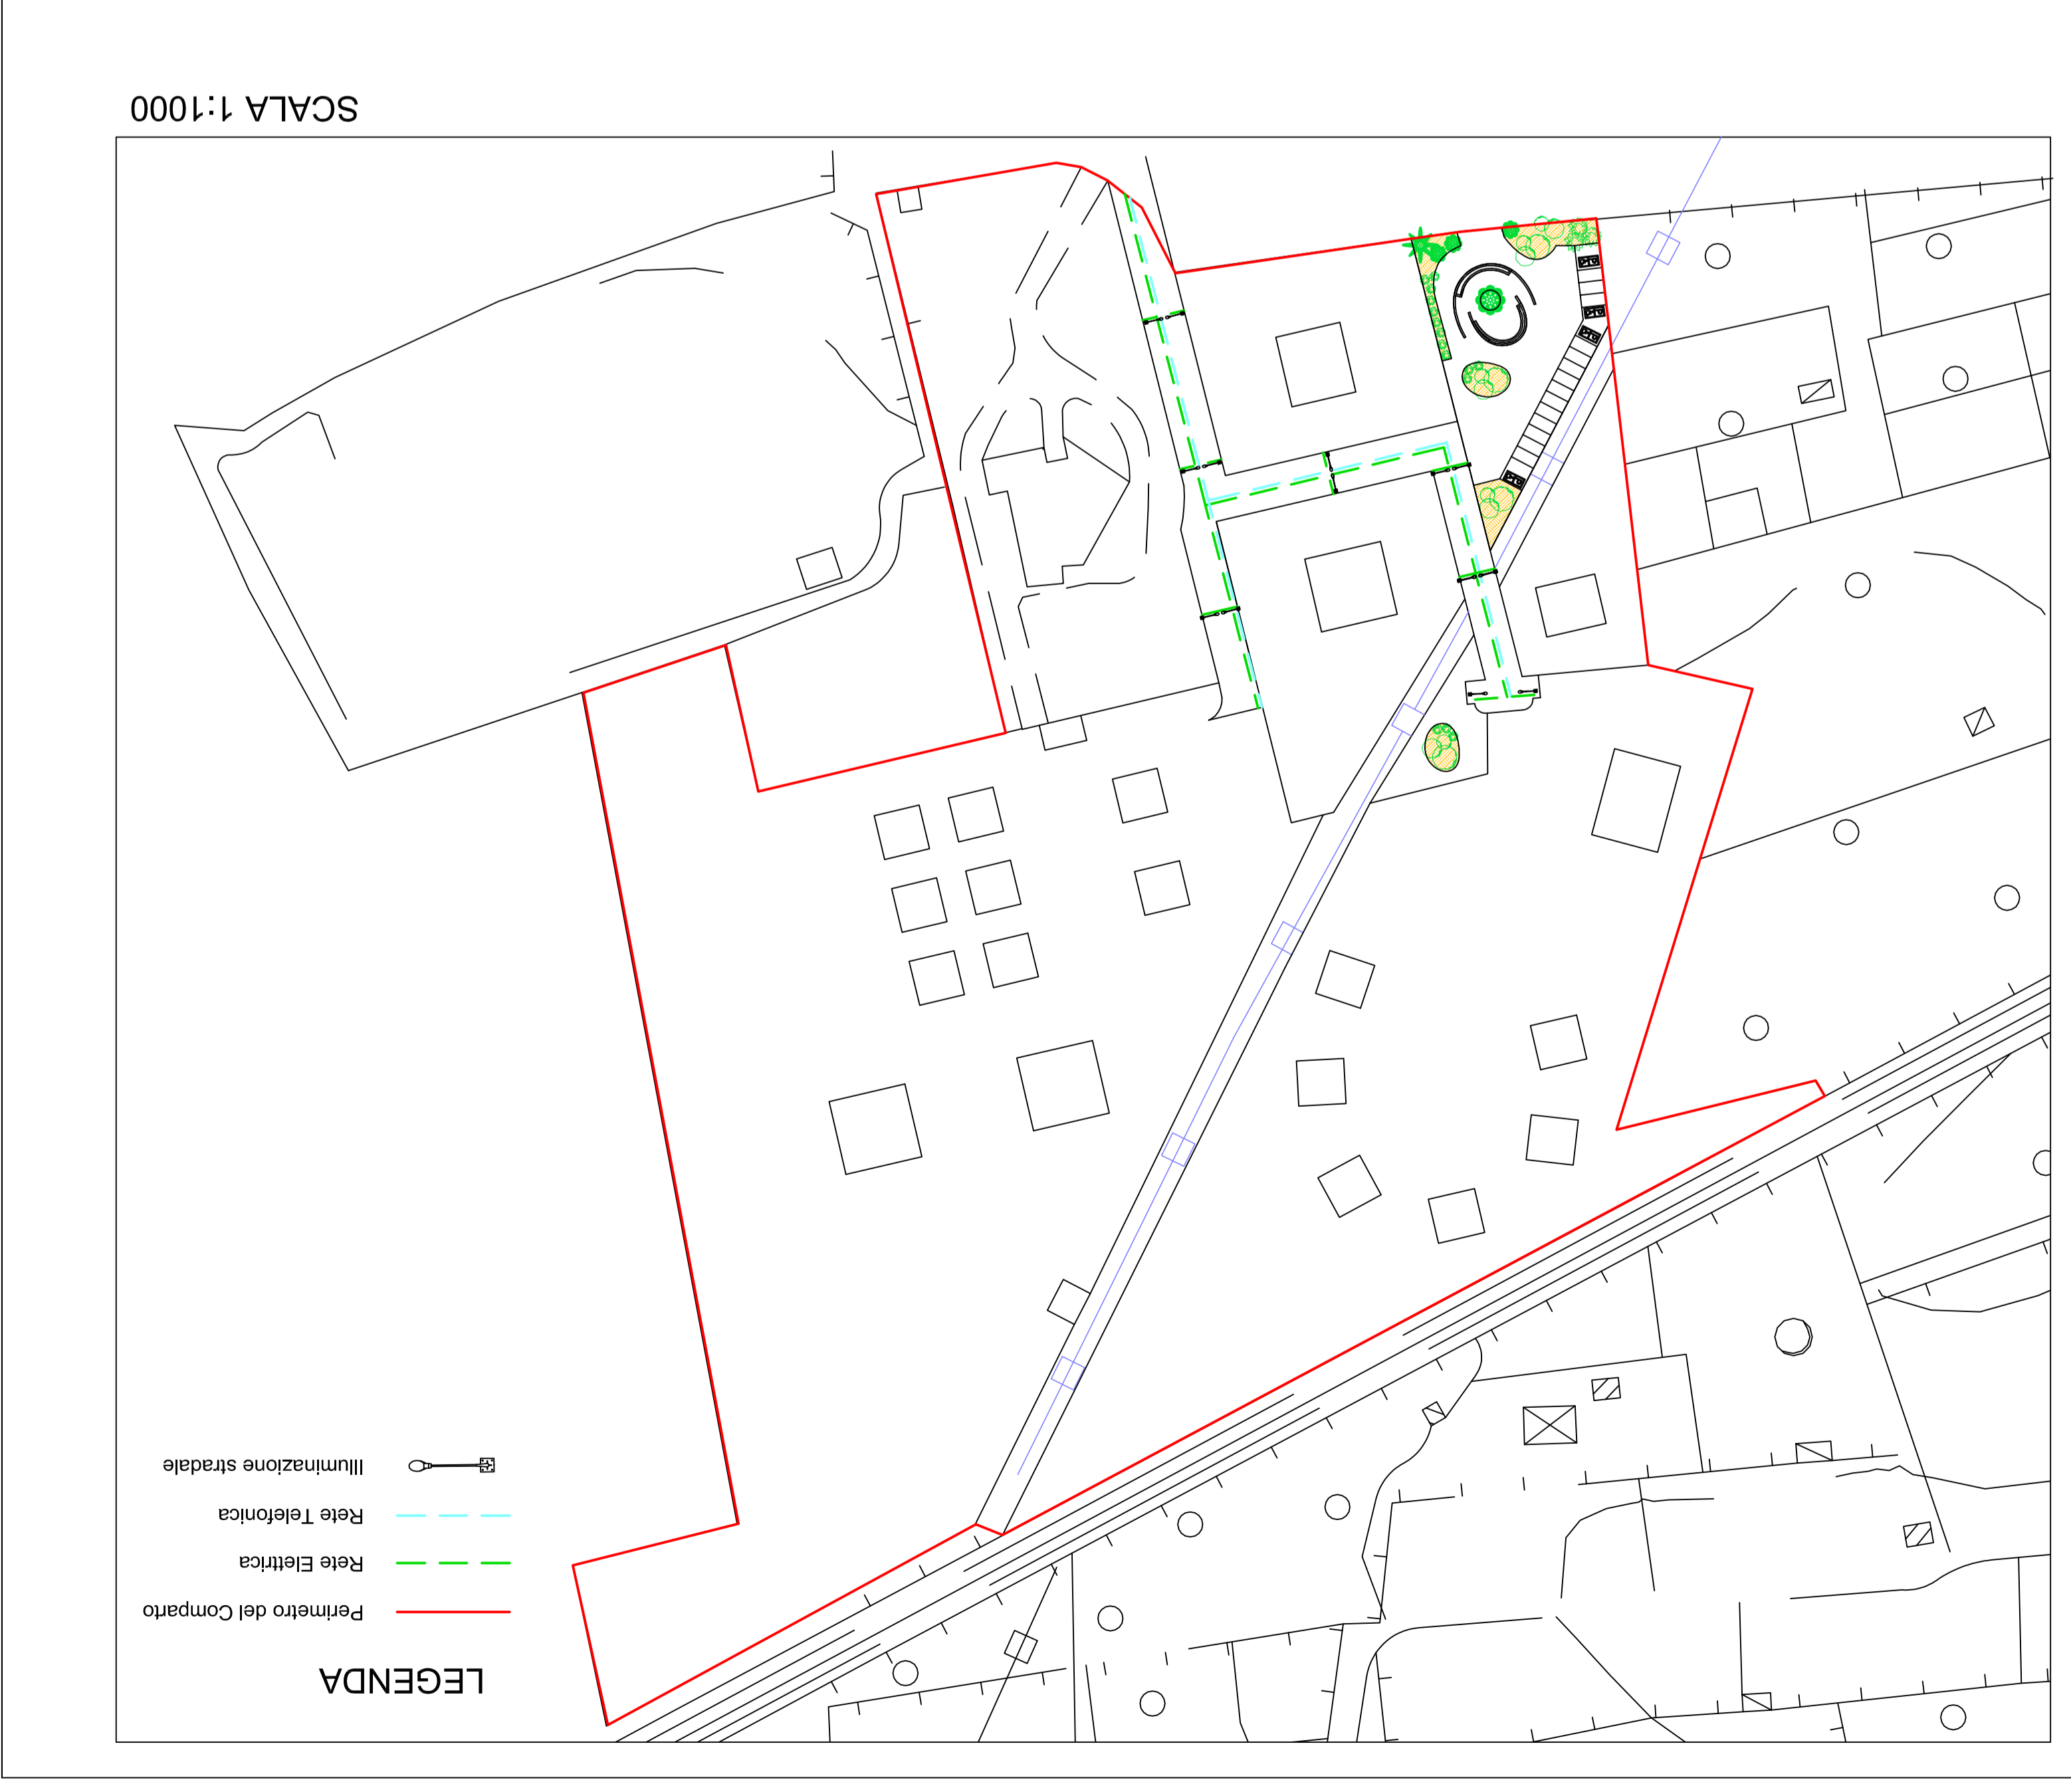 LEGENDA
Perimetro del Comparto
Rete Elettrica
Rete Telefonica
Illuminazione stradale
SCALA 1:1000